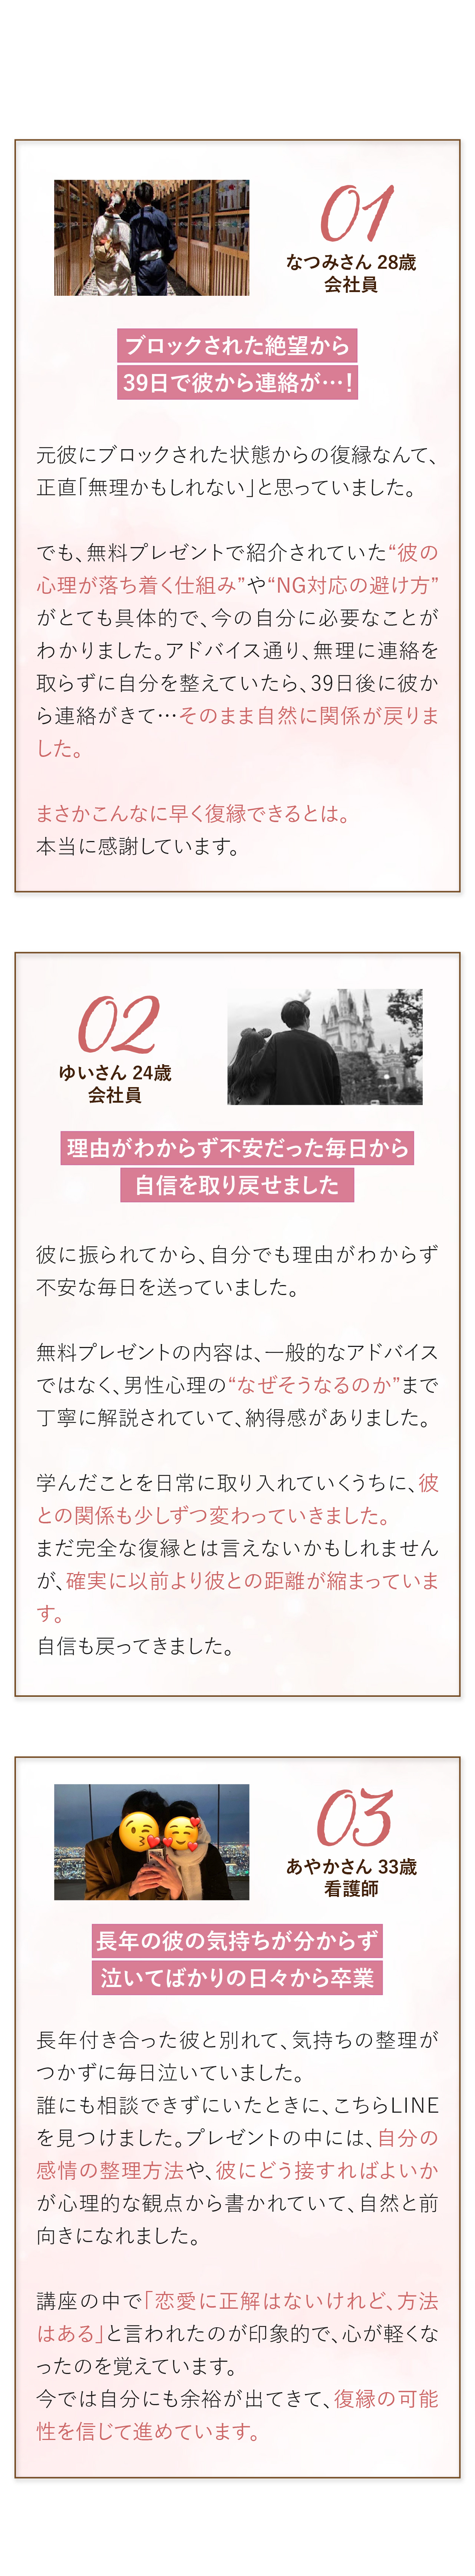 01
なつみさん 28歳
会社員
ブロックされた絶望から
39日で彼から連絡が…！
元彼にブロックされた状態からの復縁なんて、
正直「無理かもしれない」と思っていました。
でも、無料プレゼントで紹介されていた“彼の
心理が落ち着く仕組み”や“NG対応の避け方”
がとても具体的で、今の自分に必要なことが
わかりました。アドバイス通り、無理に連絡を
取らずに自分を整えていたら、39日後に彼か
ら連絡がきて…そのまま自然に関係が戻りま
した。
まさかこんなに早く復縁できるとは。
本当に感謝しています。
02
ゆいさん 24歳
会社員
理由がわからず不安だった毎日から
自信を取り戻せました
彼に振られてから、自分でも理由がわからず
不安な毎日を送っていました。
無料プレゼントの内容は、一般的なアドバイス
ではなく、男性心理の“なぜそうなるのか”まで
丁寧に解説されていて、納得感がありました。
学んだことを日常に取り入れていくうちに、彼
との関係も少しずつ変わっていきました。
まだ完全な復縁とは言えないかもしれません
が、確実に以前より彼との距離が縮まっていま
す。
自信も戻ってきました。
03
あやかさん 33歳
看護師
長年の彼の気持ちが分からず
泣いてばかりの日々から卒業
長年付き合った彼と別れて、気持ちの整理が
つかずに毎日泣いていました。
誰にも相談できずにいたときに、こちらLINE
を見つけました。プレゼントの中には、自分の
感情の整理方法や、彼にどう接すればよいか
が心理的な観点から書かれていて、自然と前
向きになれました。
講座の中で「恋愛に正解はないけれど、方法
はある」と言われたのが印象的で、心が軽くな
ったのを覚えています。
今では自分にも余裕が出てきて、復縁の可能
性を信じて進めています。